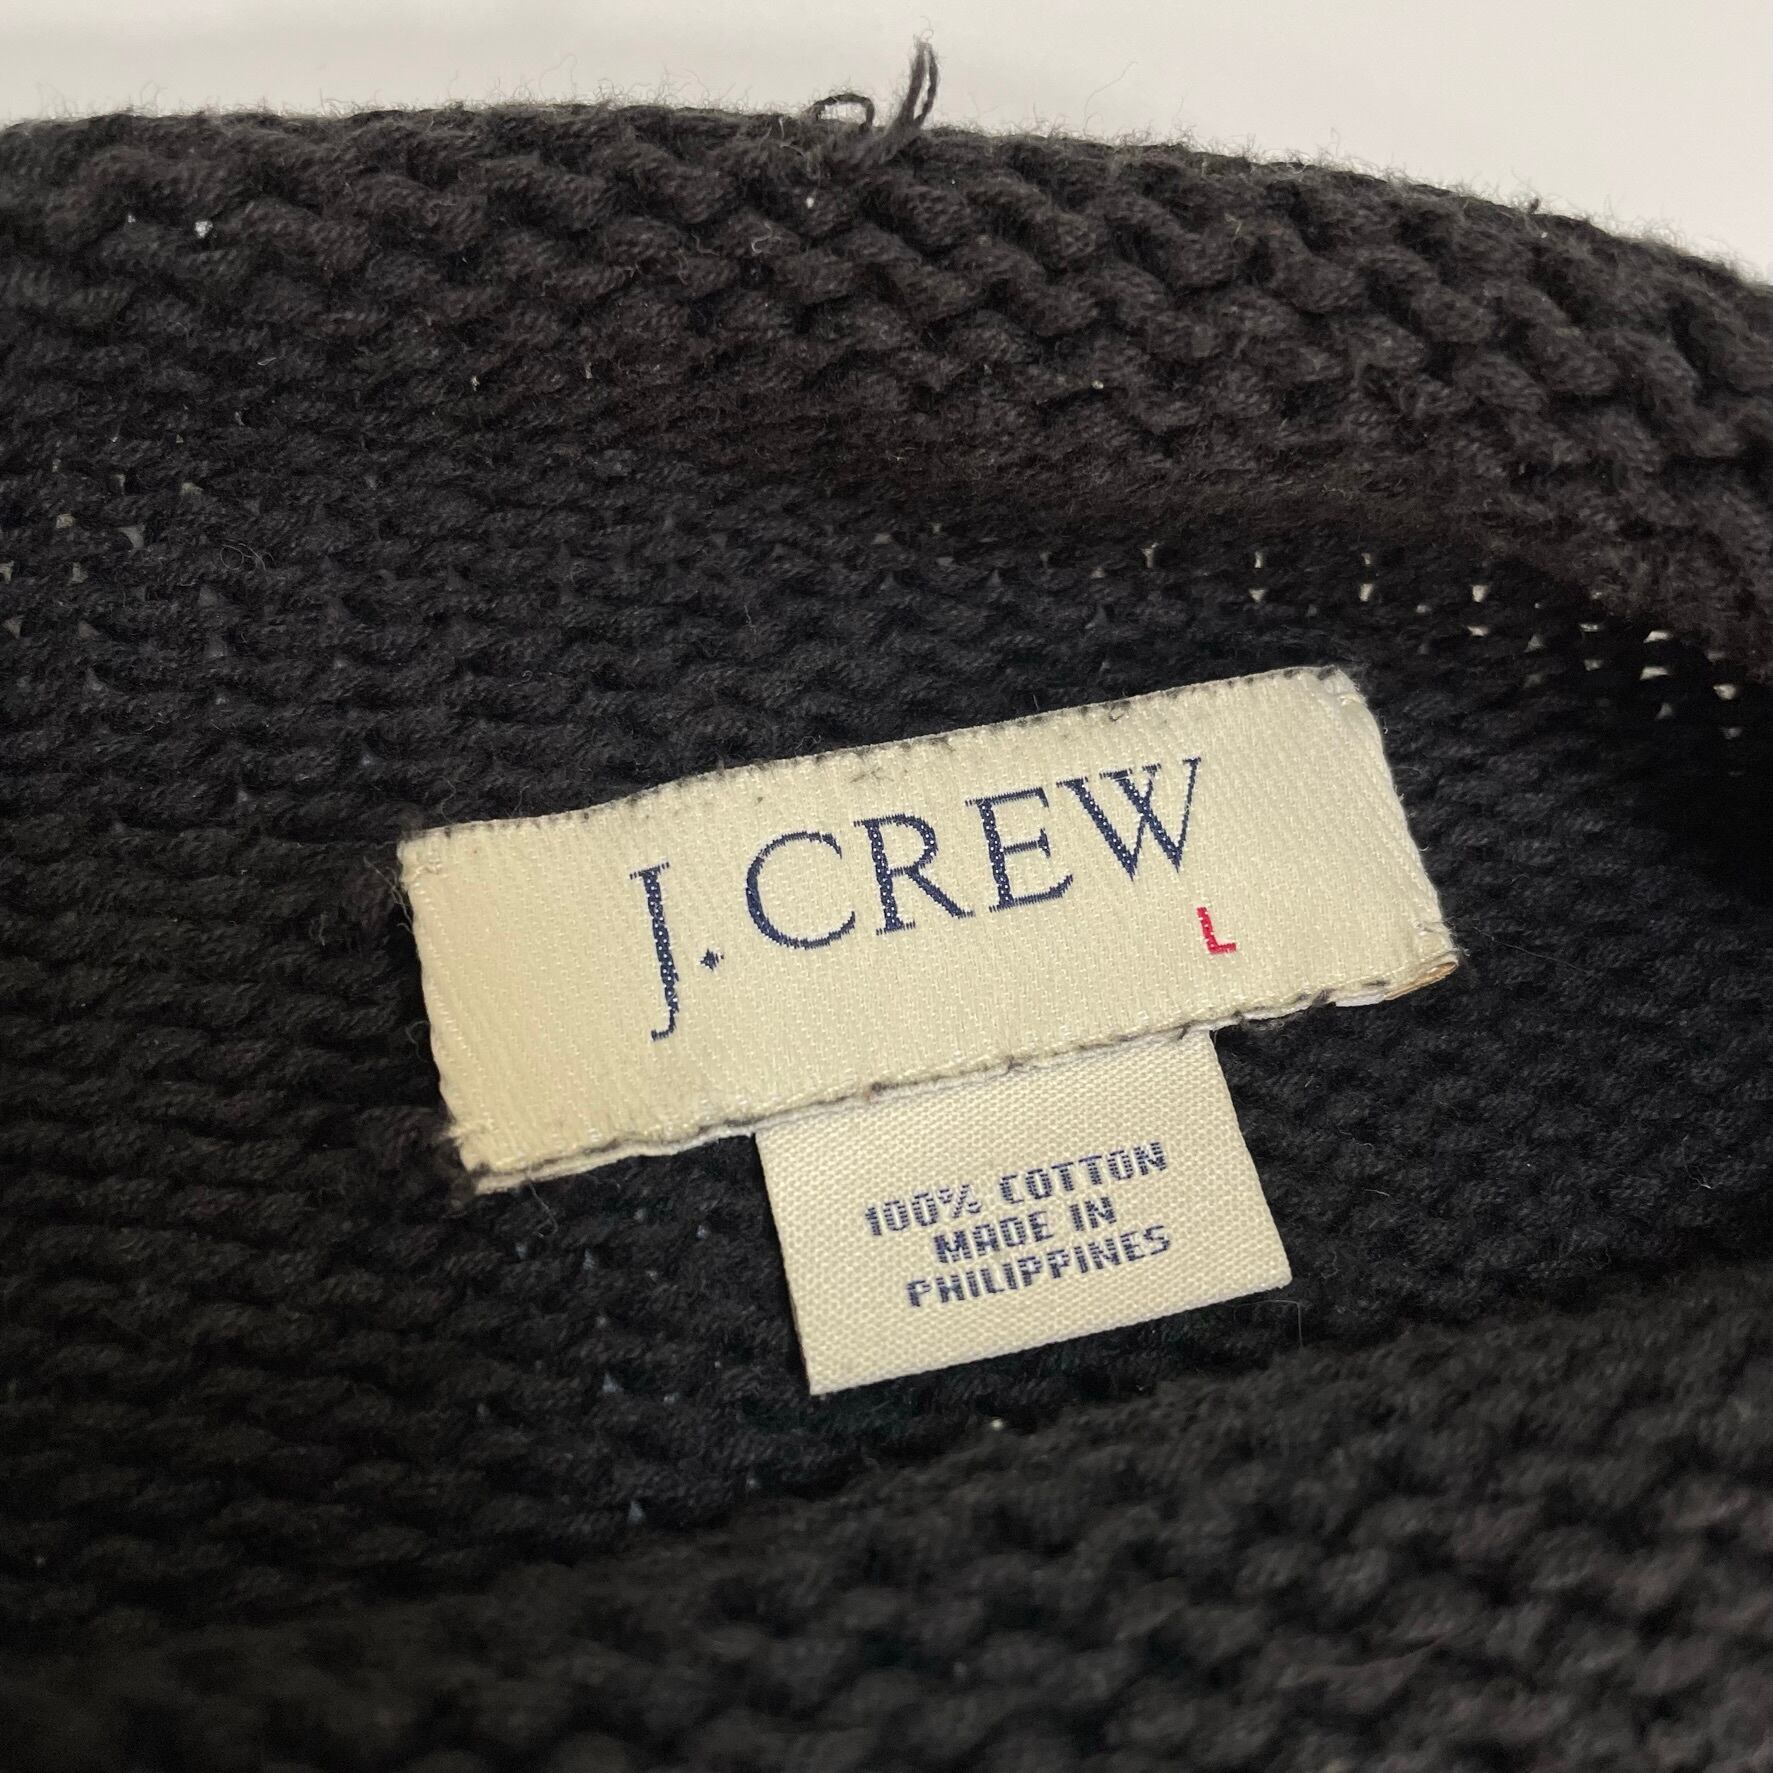 J.CREW
L
100% COTTON
MADE IN
PHILIPPINES